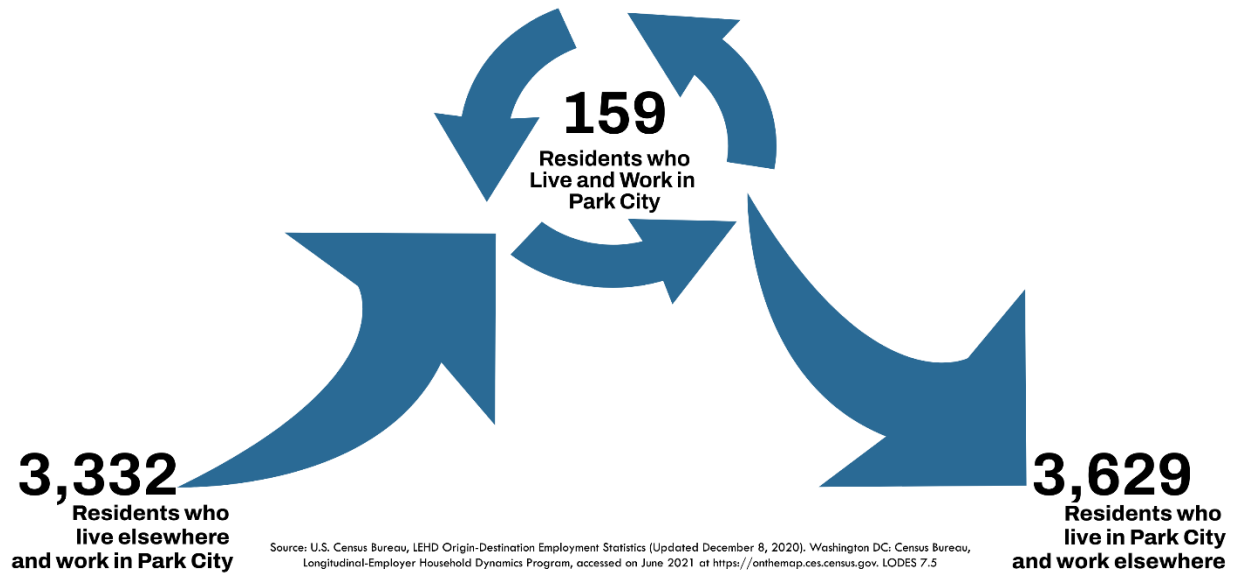 159
Residents who
Live and Work in
Park City
3,332
Residents who
live elsewhere
and work in Park City
3,629
Residents who
live in Park City
and work elsewhere
Source: U.S. Census Bureau, LEHD Origin-Destination Employment Statistics (Updated December 8, 2020). Washington DC: Census Bureau,
Longitudinal-Employer Household Dynamics Program, accessed on June 2021 at https://onthemap.ces.census.gov. LODES 7.5